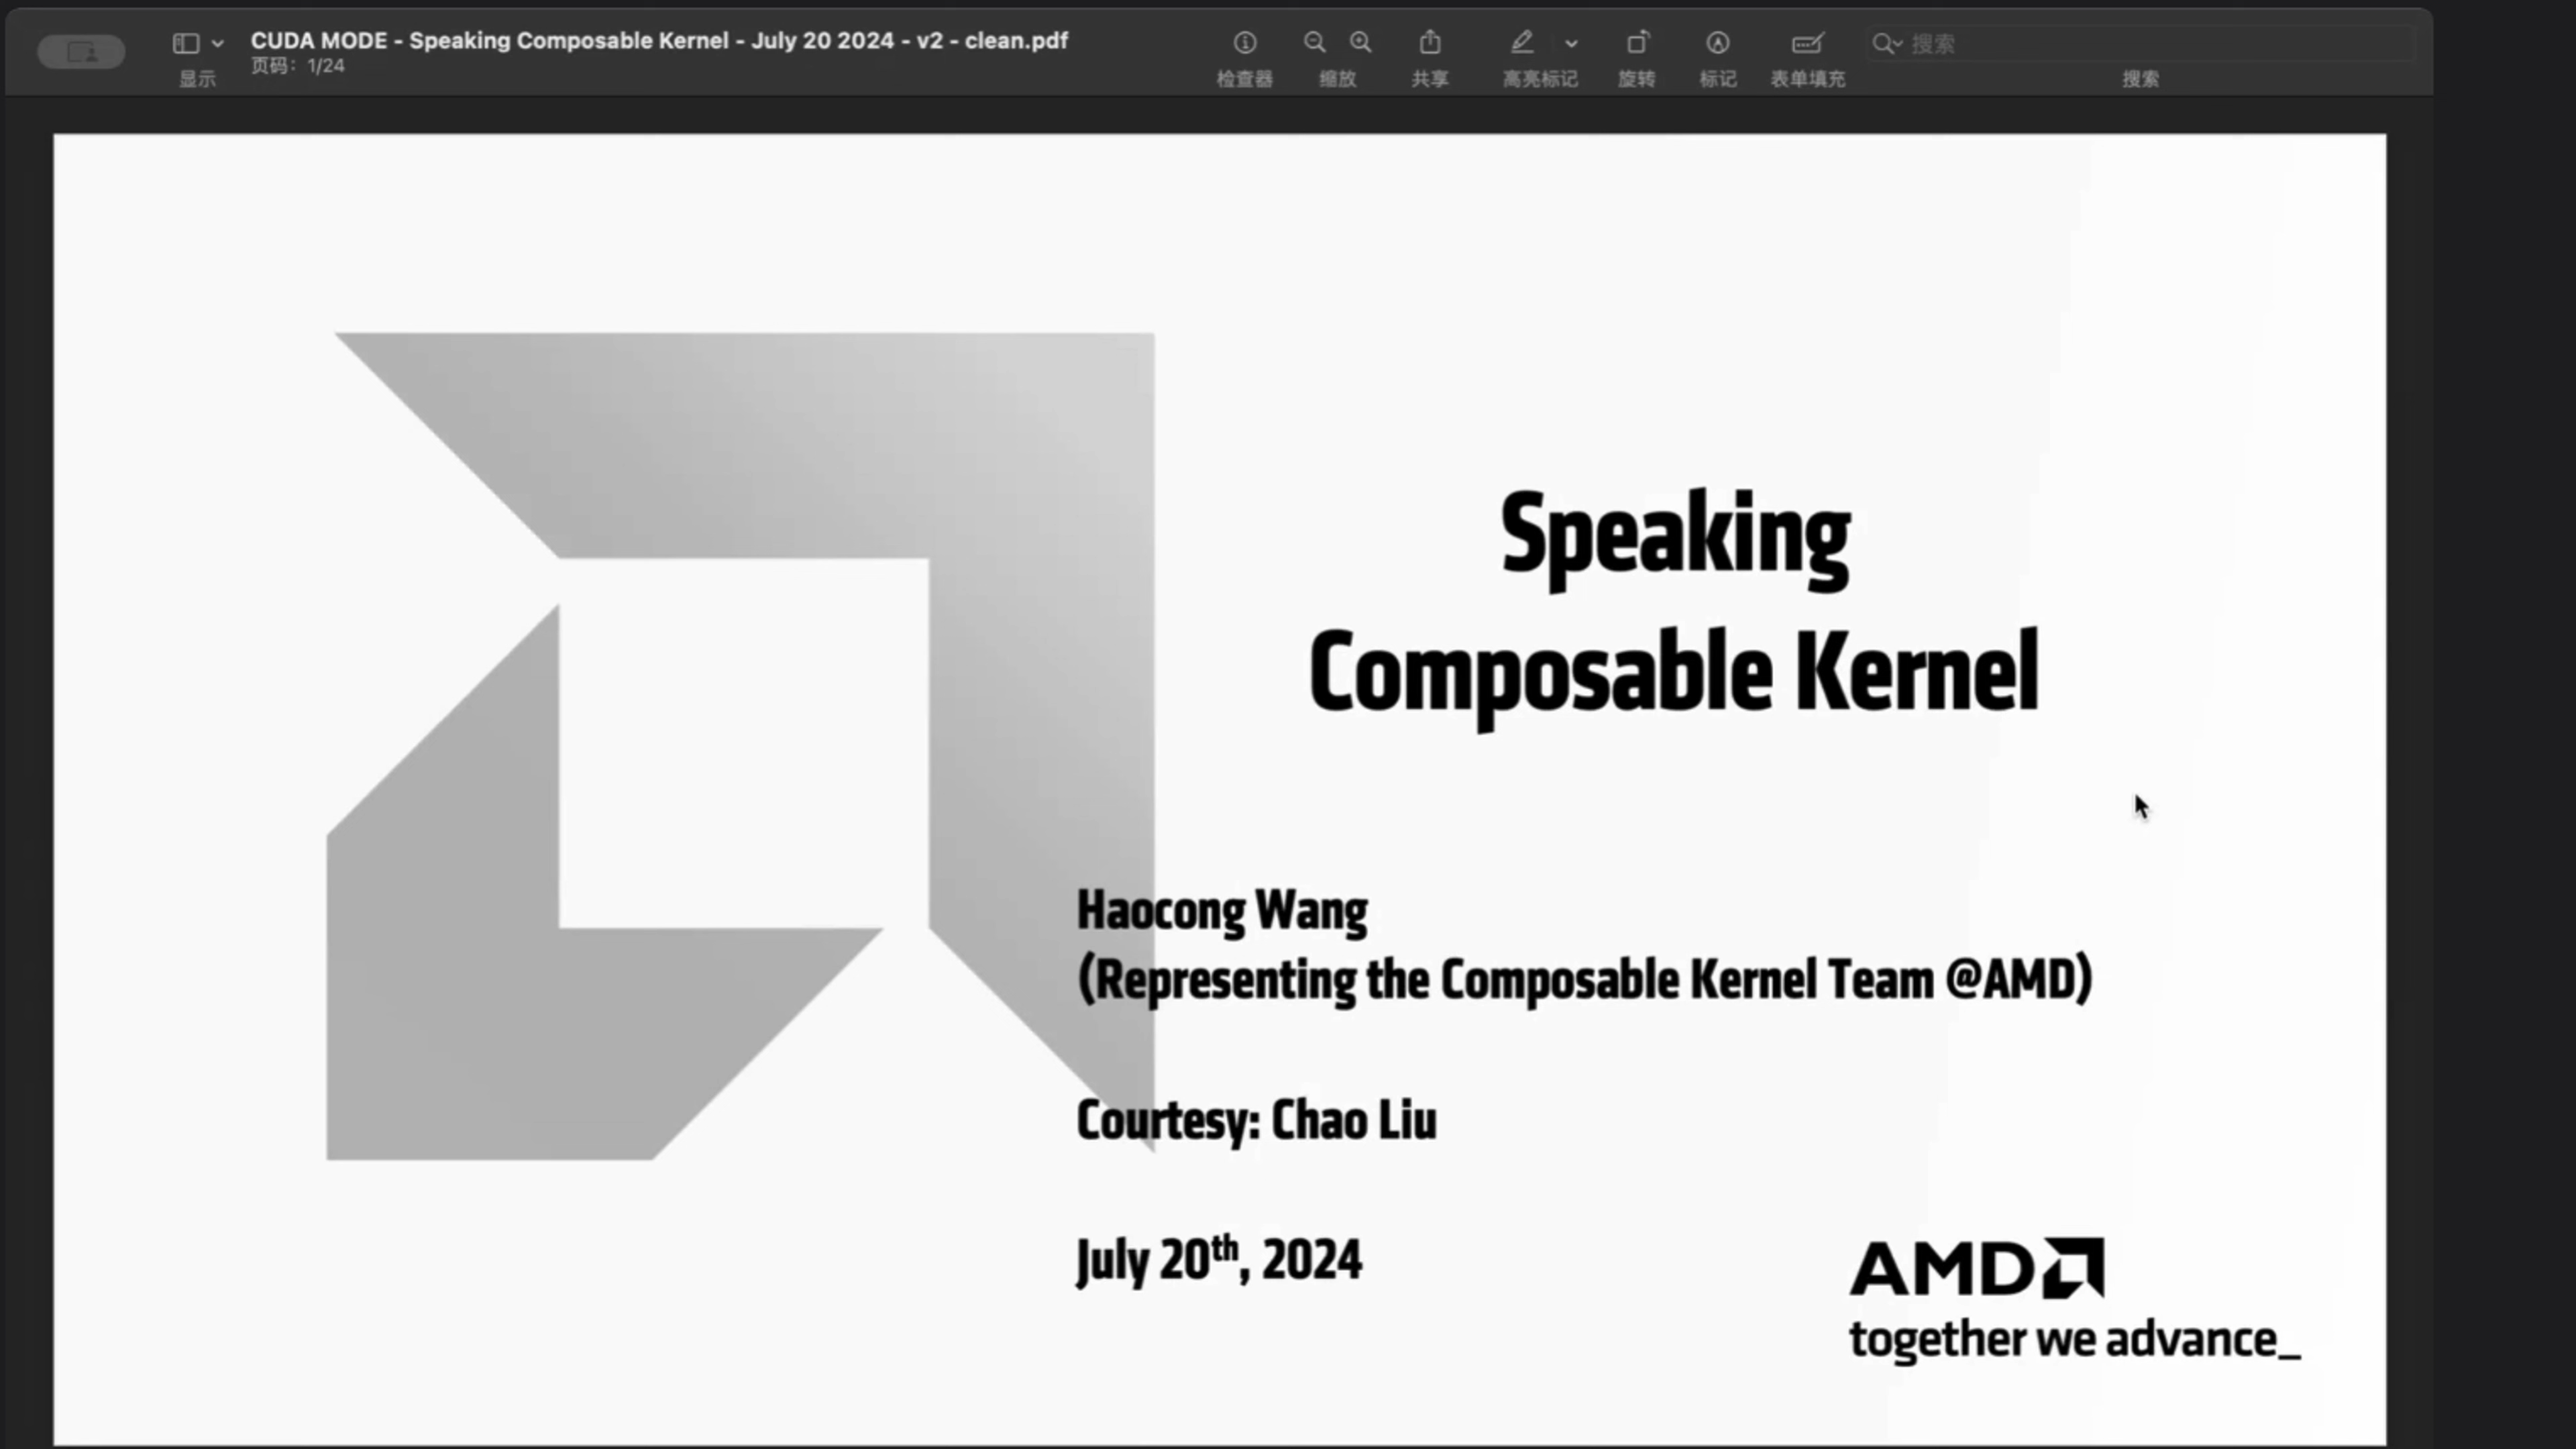 CUDA MODE - Speaking Composable Kernel - July 20 2024 - v2 - clean.pdf
页码：1/24
显示
检查器
缩放
共享
高亮标记
旋转
标记
表单填充
搜索
搜索
Speaking
Composable Kernel
Haocong Wang
(Representing the Composable Kernel Team @AMD)
Courtesy: Chao Liu
July 20th, 2024
AMD
together we advance_